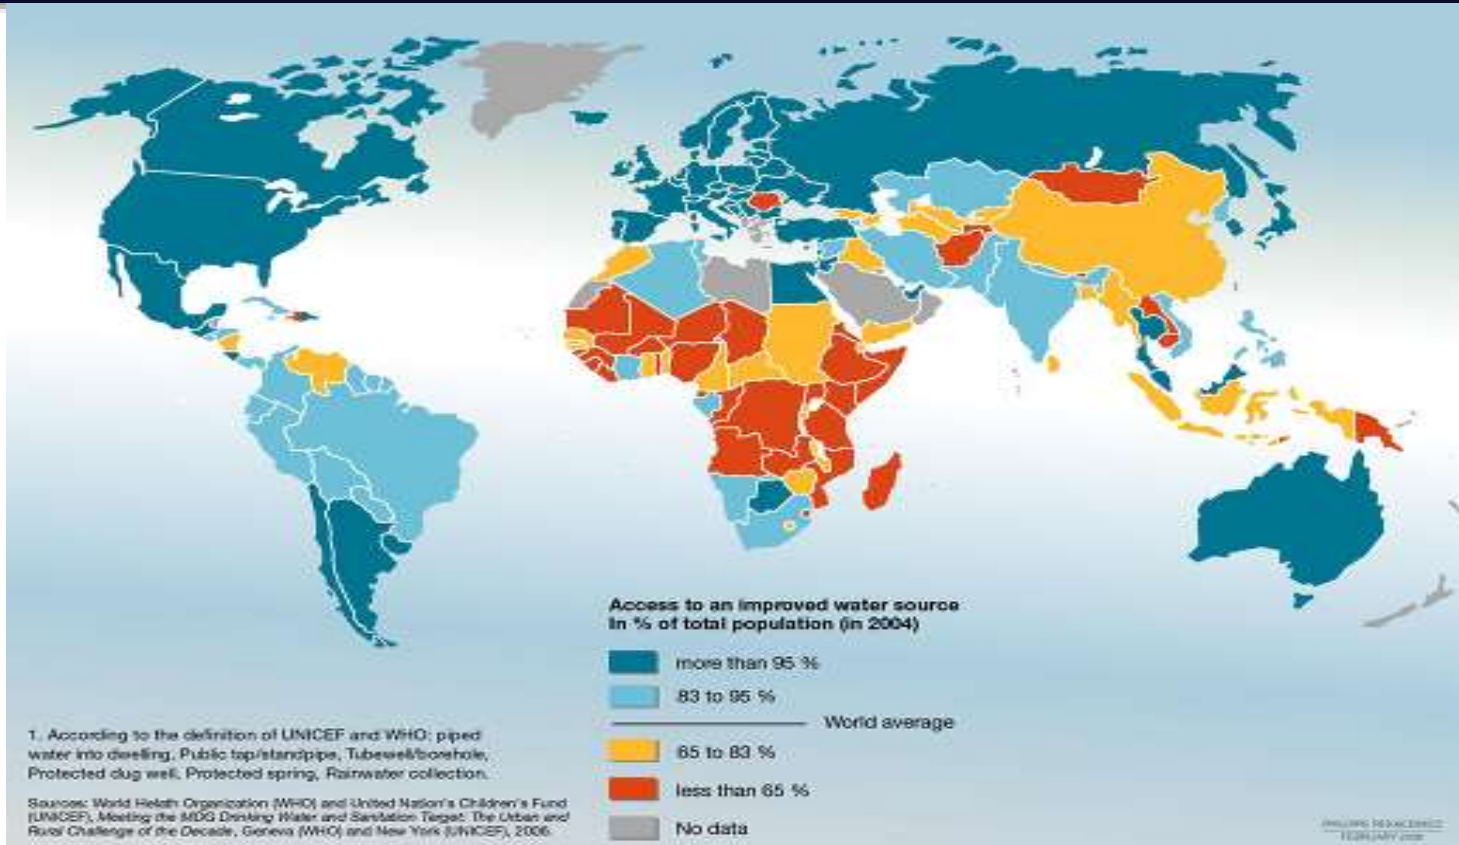 Access to an improved water source
In % of total population (in 2004)
more than 95 %
83 to 95 %
World average
65 to 83 %
less than 65 %
No data
1. According to the definition of UNICEF and WHO: piped
water into dwelling, Public tap/standpipe, Tubewell/borehole,
Protected dug well, Protected spring, Rainwater collection.
Sources: World Helath Organization (WHO) and United Nation's Children's Fund
(UNICEF), Meeting the MDG Drinking Water and Sanitation Target: The Urban and
Rural Challenge of the Decade, Geneva (WHO) and New York (UNICEF), 2006.
PHILIPPE REKACEWICZ
FEBRUARY